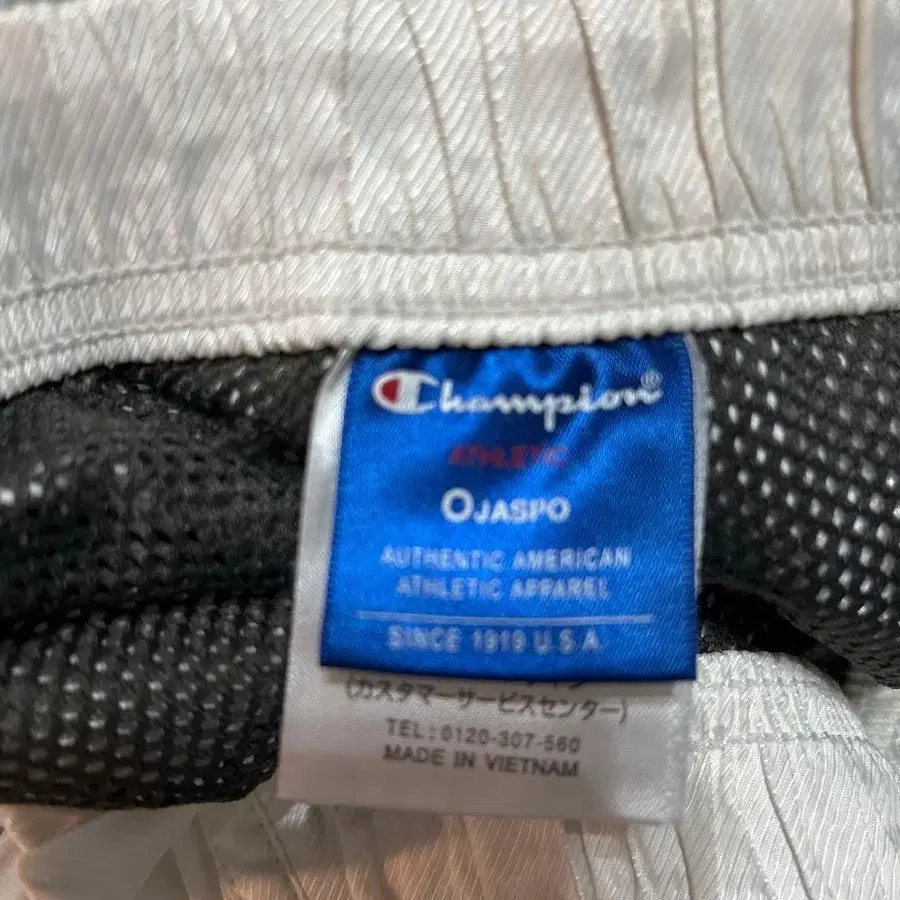 Champion®
ATHLETIC
O JASPO
AUTHENTIC AMERICAN
ATHLETIC APPAREL
SINCE 1919 U.S.A.
(カスタマーサービスセンター)
TEL:0120-307-560
MADE IN VIETNAM